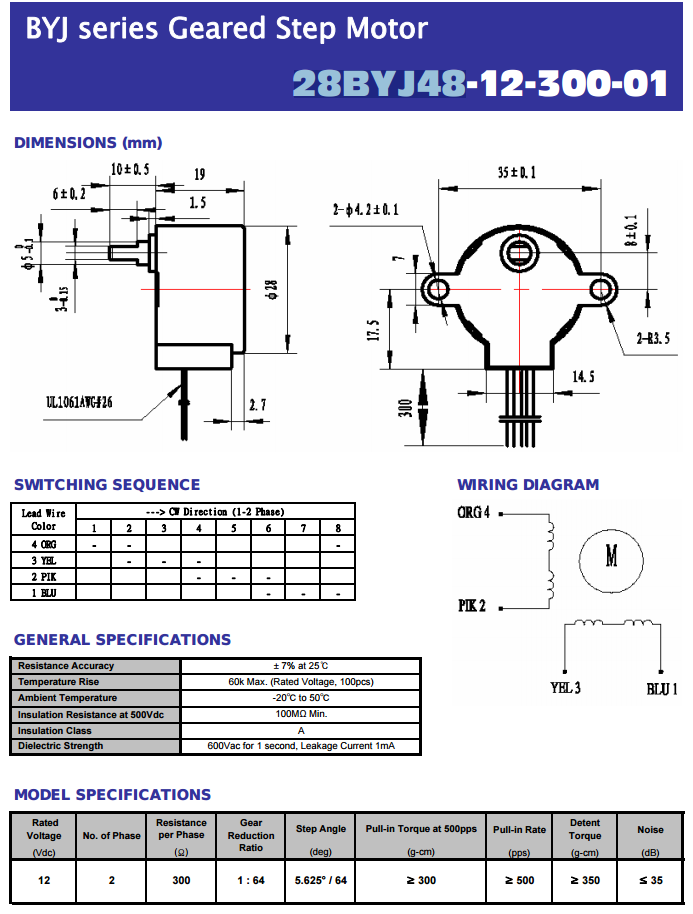 BYJ series Geared Step Motor
28BYJ48-12-300-01
DIMENSIONS (mm)
10±0.5
19
6±0.2
1.5
ϕ5 0 -0.1
3 0 -0.15
ϕ28
UL1061AWG#26
2.7
35±0.1
2-ϕ4.2±0.1
8±0.1
7
17.5
2-R3.5
14.5
300
SWITCHING SEQUENCE
Lead Wire Color ---> CW Direction (1-2 Phase)
1 2 3 4 5 6 7 8
4 ORG - - -
3 YEL - - -
2 PIK - - -
1 BLU - - -
WIRING DIAGRAM
ORG 4
M
PIK 2
YEL 3 BLU 1
GENERAL SPECIFICATIONS
Resistance Accuracy ± 7% at 25℃
Temperature Rise 60k Max. (Rated Voltage, 100pcs)
Ambient Temperature -20℃ to 50℃
Insulation Resistance at 500Vdc 100MΩ Min.
Insulation Class A
Dielectric Strength 600Vac for 1 second, Leakage Current 1mA
MODEL SPECIFICATIONS
Rated Voltage (Vdc) No. of Phase Resistance per Phase (Ω) Gear Reduction Ratio Step Angle (deg) Pull-in Torque at 500pps (g-cm) Pull-in Rate (pps) Detent Torque (g-cm) Noise (dB)
12 2 300 1 : 64 5.625° / 64 ≥ 300 ≥ 500 ≥ 350 ≤ 35